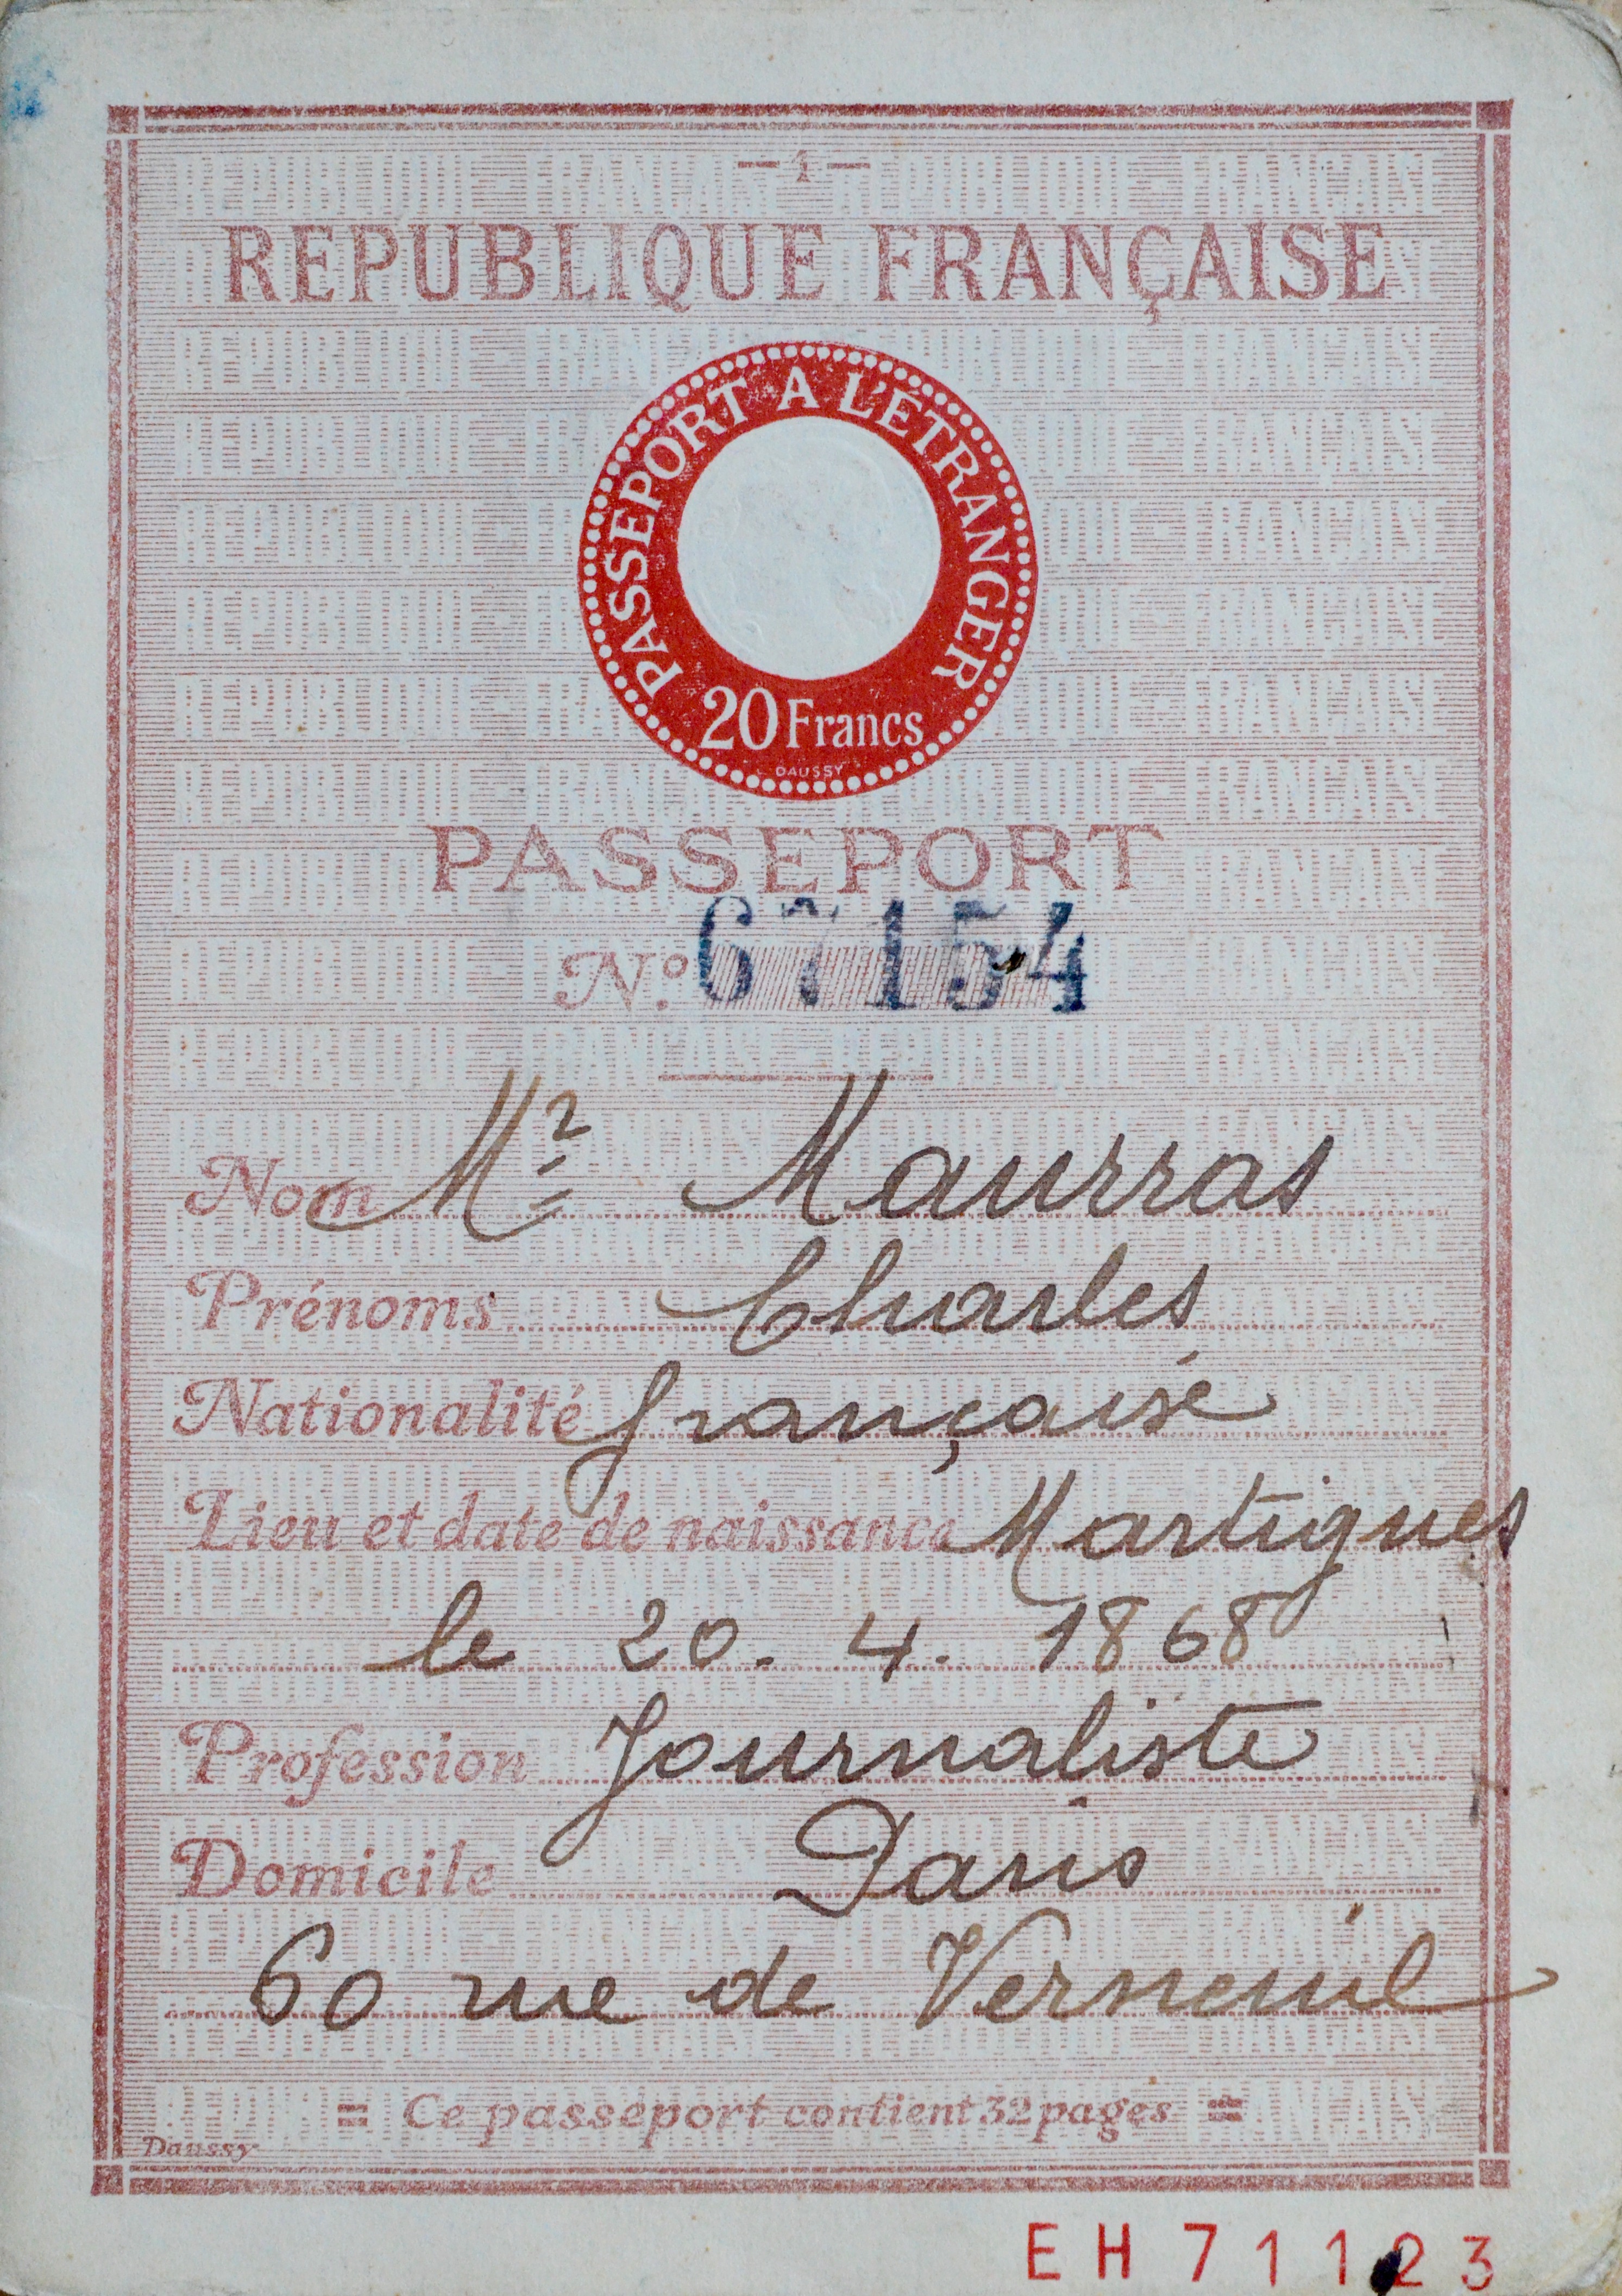 — 1 —
REPUBLIQUE FRANÇAISE
PASSEPORT A L'ÉTRANGER
20 Francs
DAUSSY
PASSEPORT
N° 67154
Nom Mr Maurras
Prénoms Charles
Nationalité française
Lieu et date de naissance Martigues
le 20. 4. 1868
Profession Journaliste
Domicile Paris
60 rue de Verneuil
= Ce passeport contient 32 pages =
Daussy
EH 71123